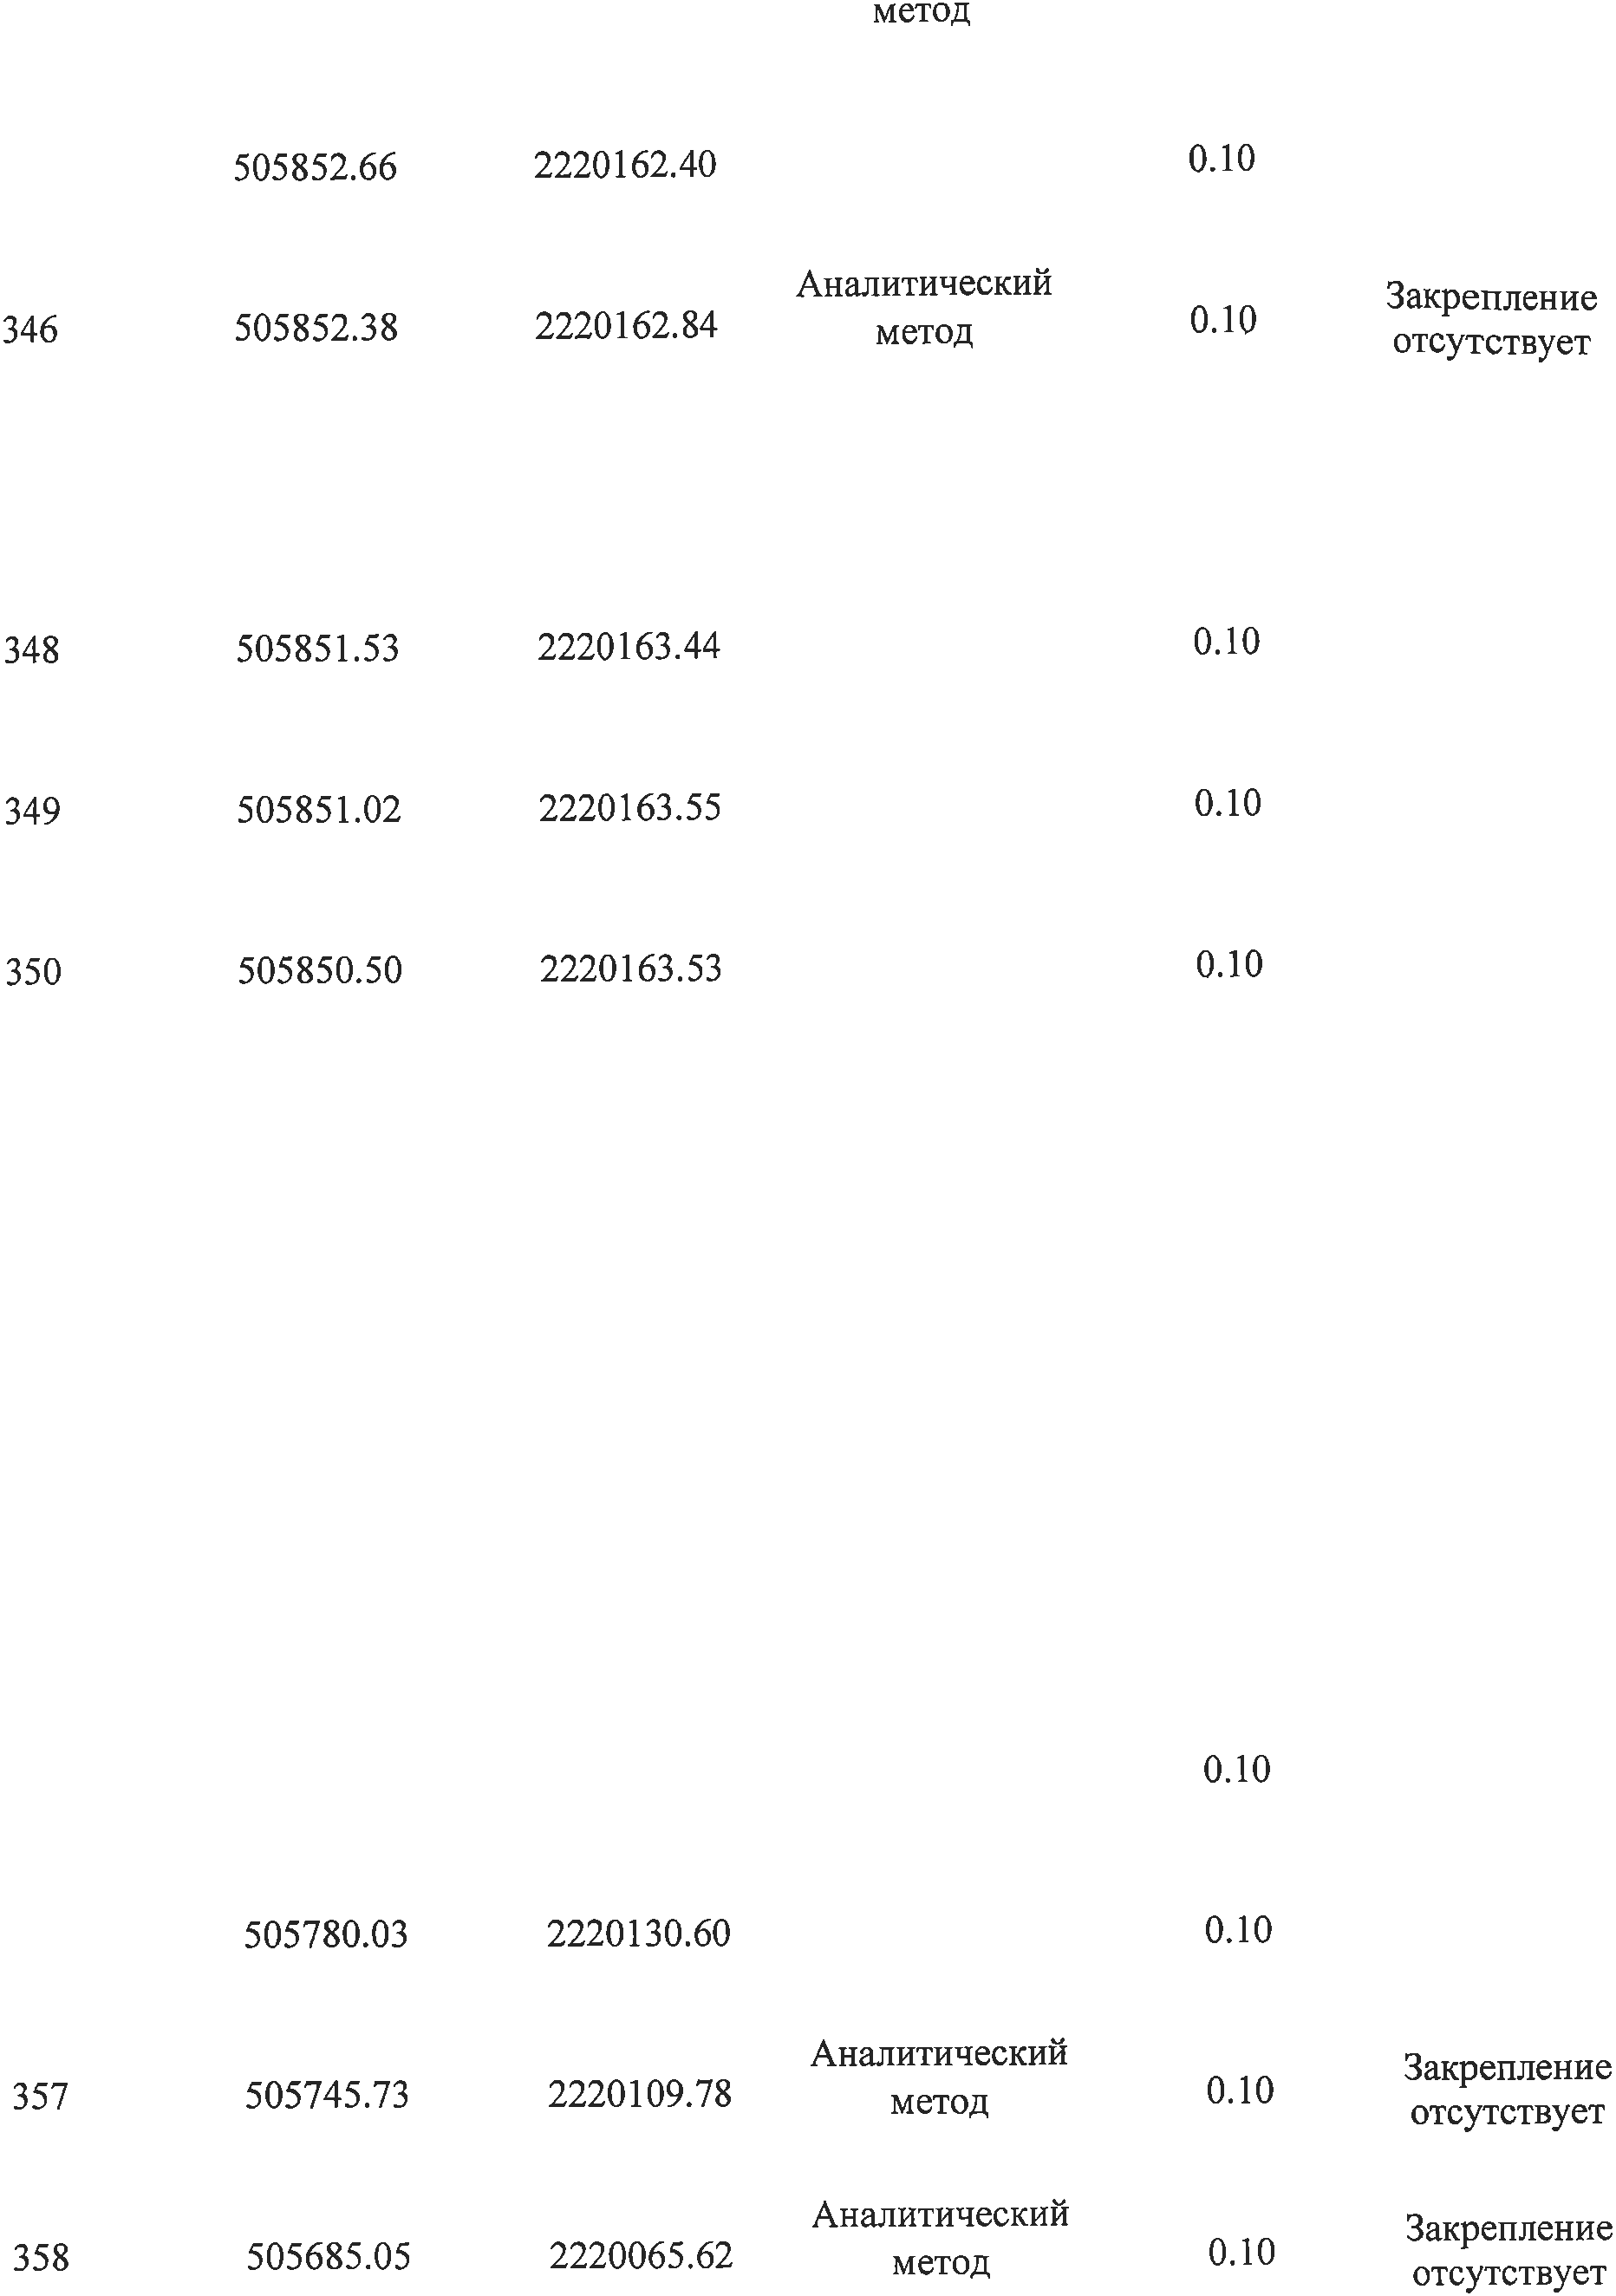 метод
505852.66 2220162.40 0.10
346 505852.38 2220162.84 Аналитический метод 0.10 Закрепление отсутствует
348 505851.53 2220163.44 0.10
349 505851.02 2220163.55 0.10
350 505850.50 2220163.53 0.10
0.10
505780.03 2220130.60 0.10
357 505745.73 2220109.78 Аналитический метод 0.10 Закрепление отсутствует
358 505685.05 2220065.62 Аналитический метод 0.10 Закрепление отсутствует